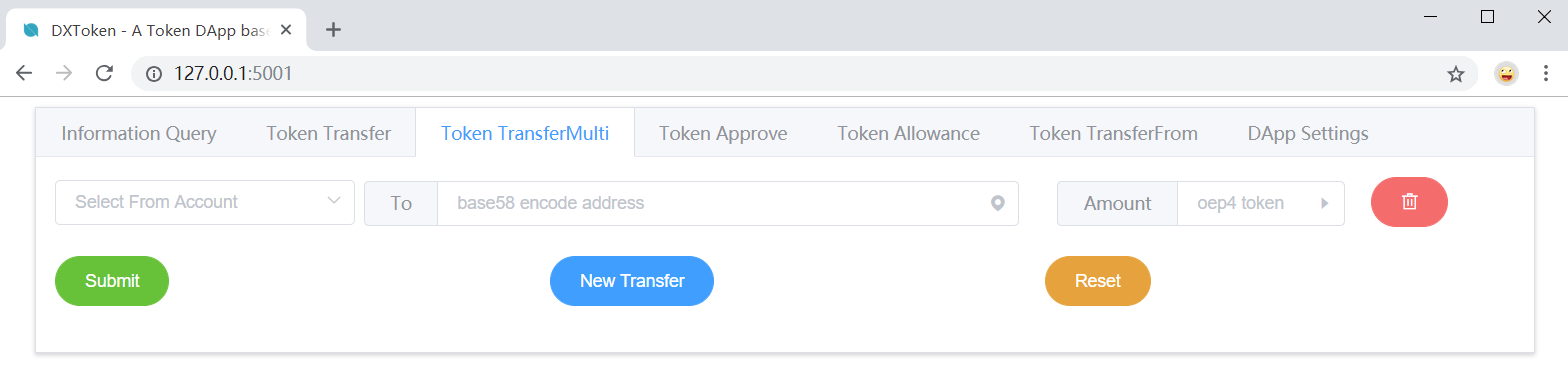 DXToken - A Token DApp bas
127.0.0.1:5001
Information Query Token Transfer Token TransferMulti Token Approve Token Allowance Token TransferFrom DApp Settings
Select From Account To base58 encode address Amount oep4 token
Submit New Transfer Reset